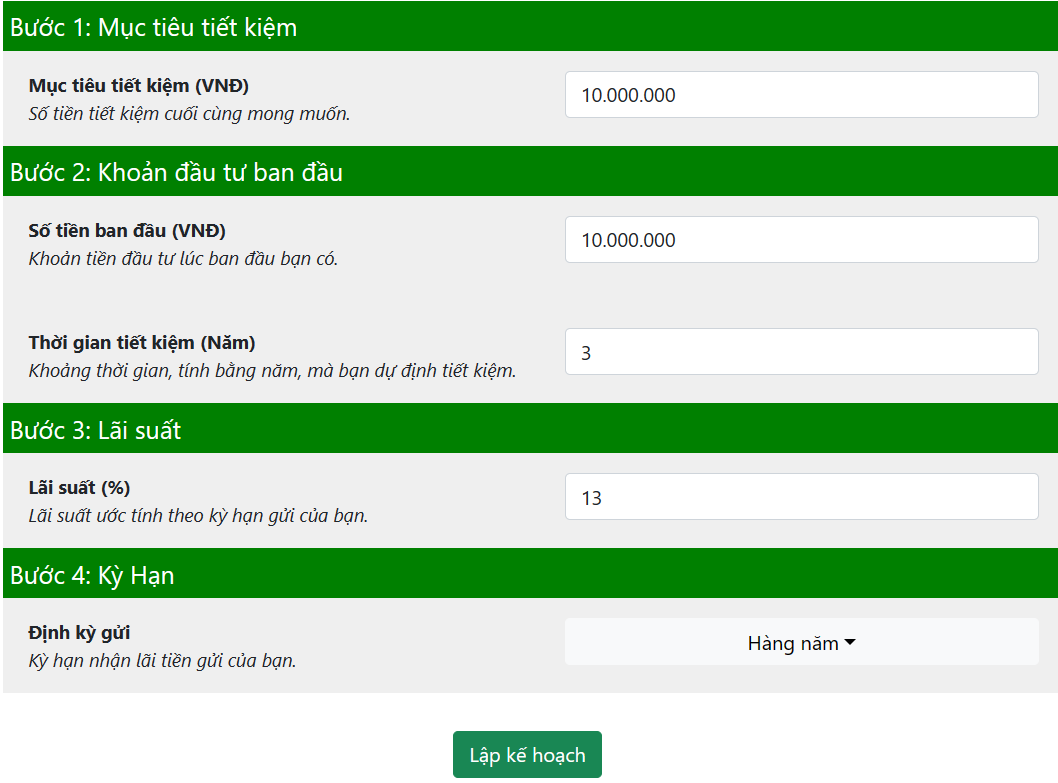 Bước 1: Mục tiêu tiết kiệm
Mục tiêu tiết kiệm (VNĐ)
Số tiền tiết kiệm cuối cùng mong muốn.
10.000.000
Bước 2: Khoản đầu tư ban đầu
Số tiền ban đầu (VNĐ)
Khoản tiền đầu tư lúc ban đầu bạn có.
10.000.000
Thời gian tiết kiệm (Năm)
Khoảng thời gian, tính bằng năm, mà bạn dự định tiết kiệm.
3
Bước 3: Lãi suất
Lãi suất (%)
Lãi suất ước tính theo kỳ hạn gửi của bạn.
13
Bước 4: Kỳ Hạn
Định kỳ gửi
Kỳ hạn nhận lãi tiền gửi của bạn.
Hàng năm
Lập kế hoạch